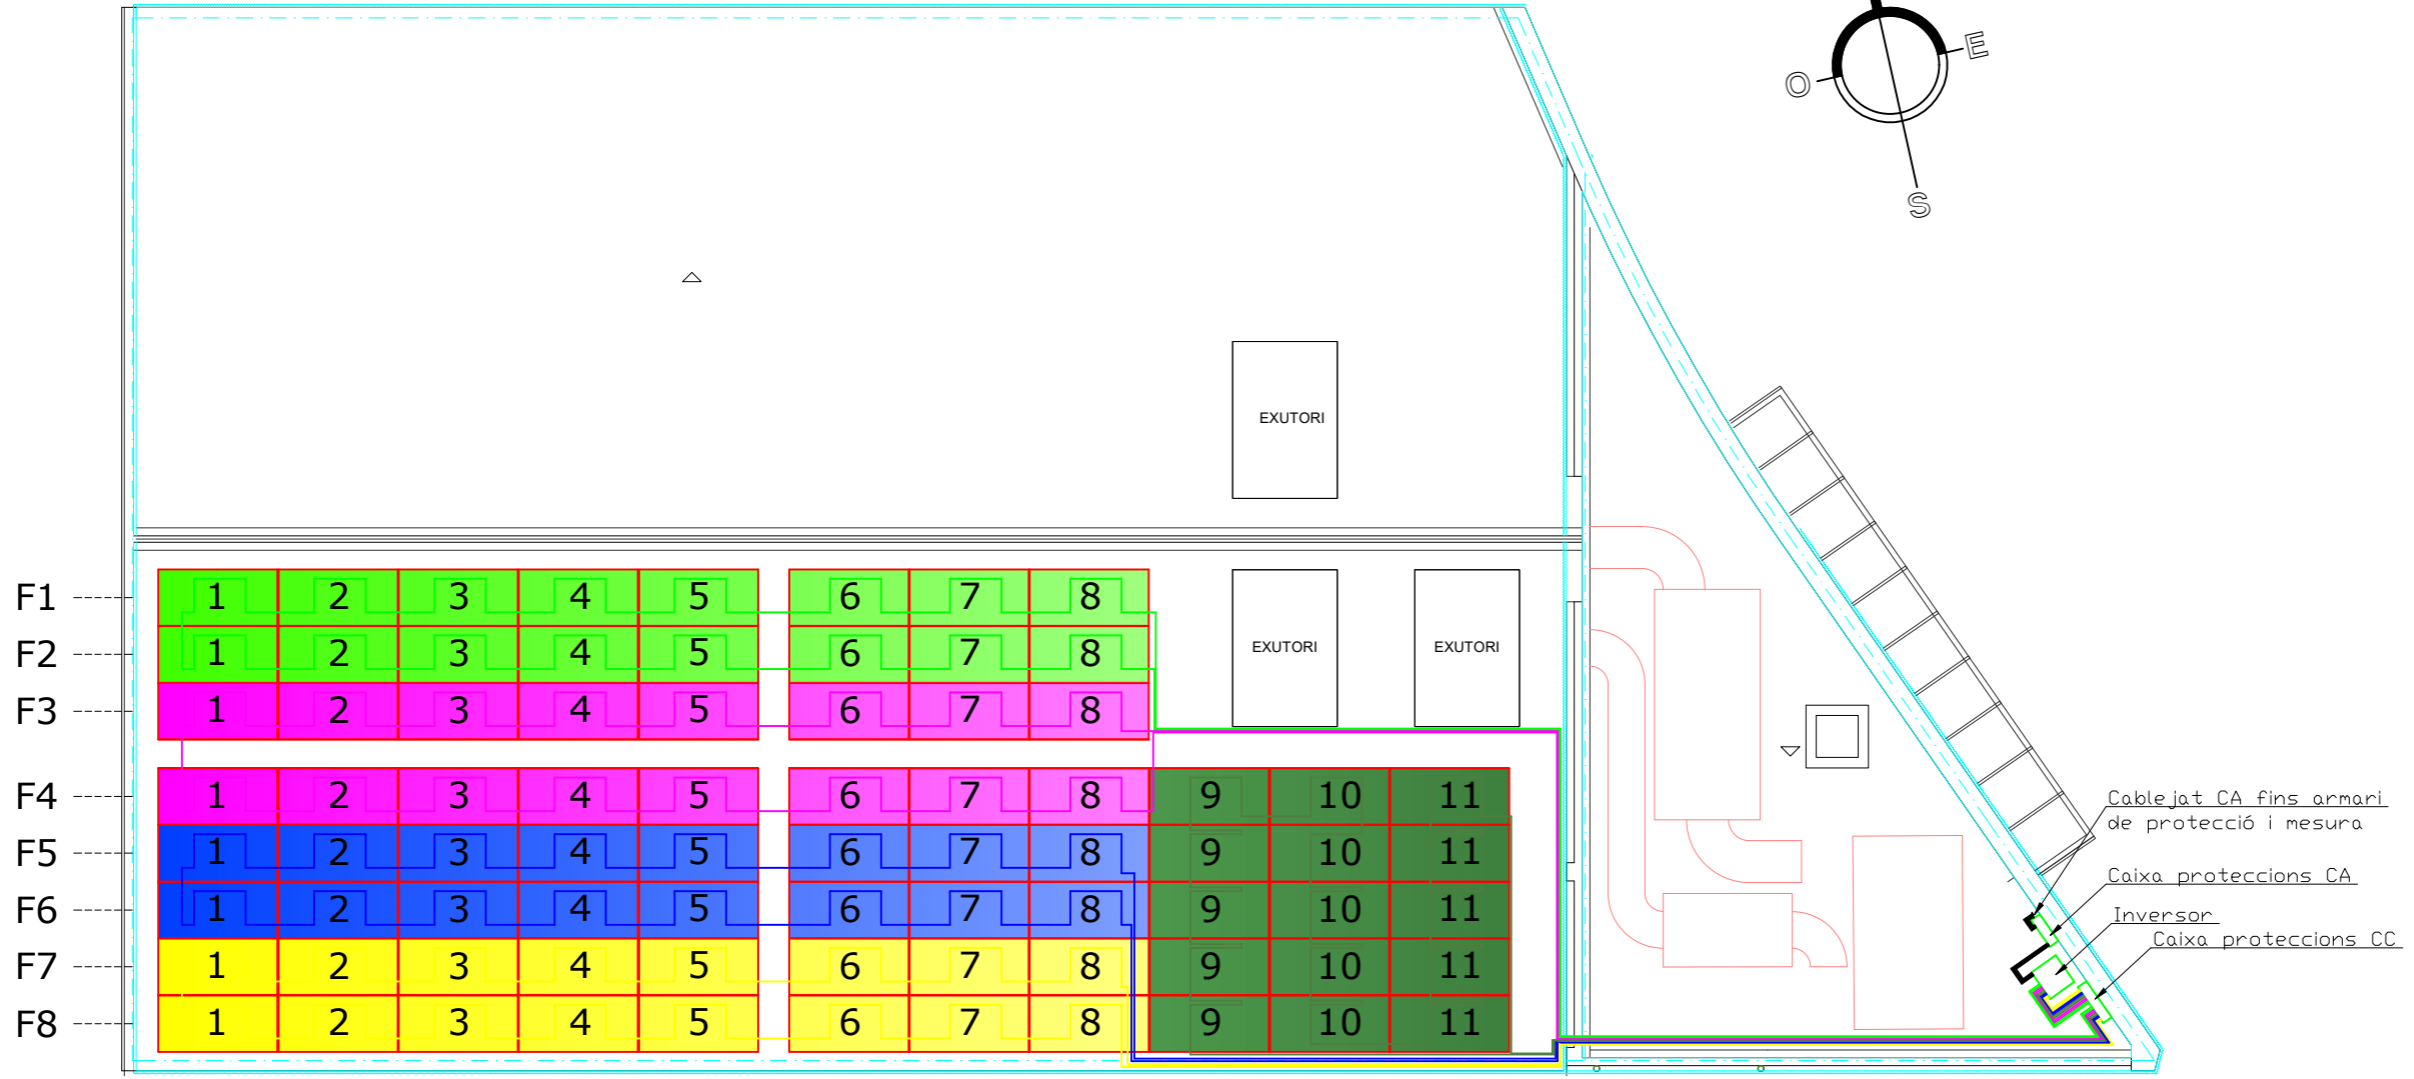 E
O
S
EXUTORI
F1 1 2 3 4 5 6 7 8
F2 1 2 3 4 5 6 7 8
EXUTORI EXUTORI
F3 1 2 3 4 5 6 7 8
F4 1 2 3 4 5 6 7 8 9 10 11
F5 1 2 3 4 5 6 7 8 9 10 11
F6 1 2 3 4 5 6 7 8 9 10 11
F7 1 2 3 4 5 6 7 8 9 10 11
F8 1 2 3 4 5 6 7 8 9 10 11
Cablejat CA fins armari
de protecció i mesura
Caixa proteccions CA
Inversor
Caixa proteccions CC